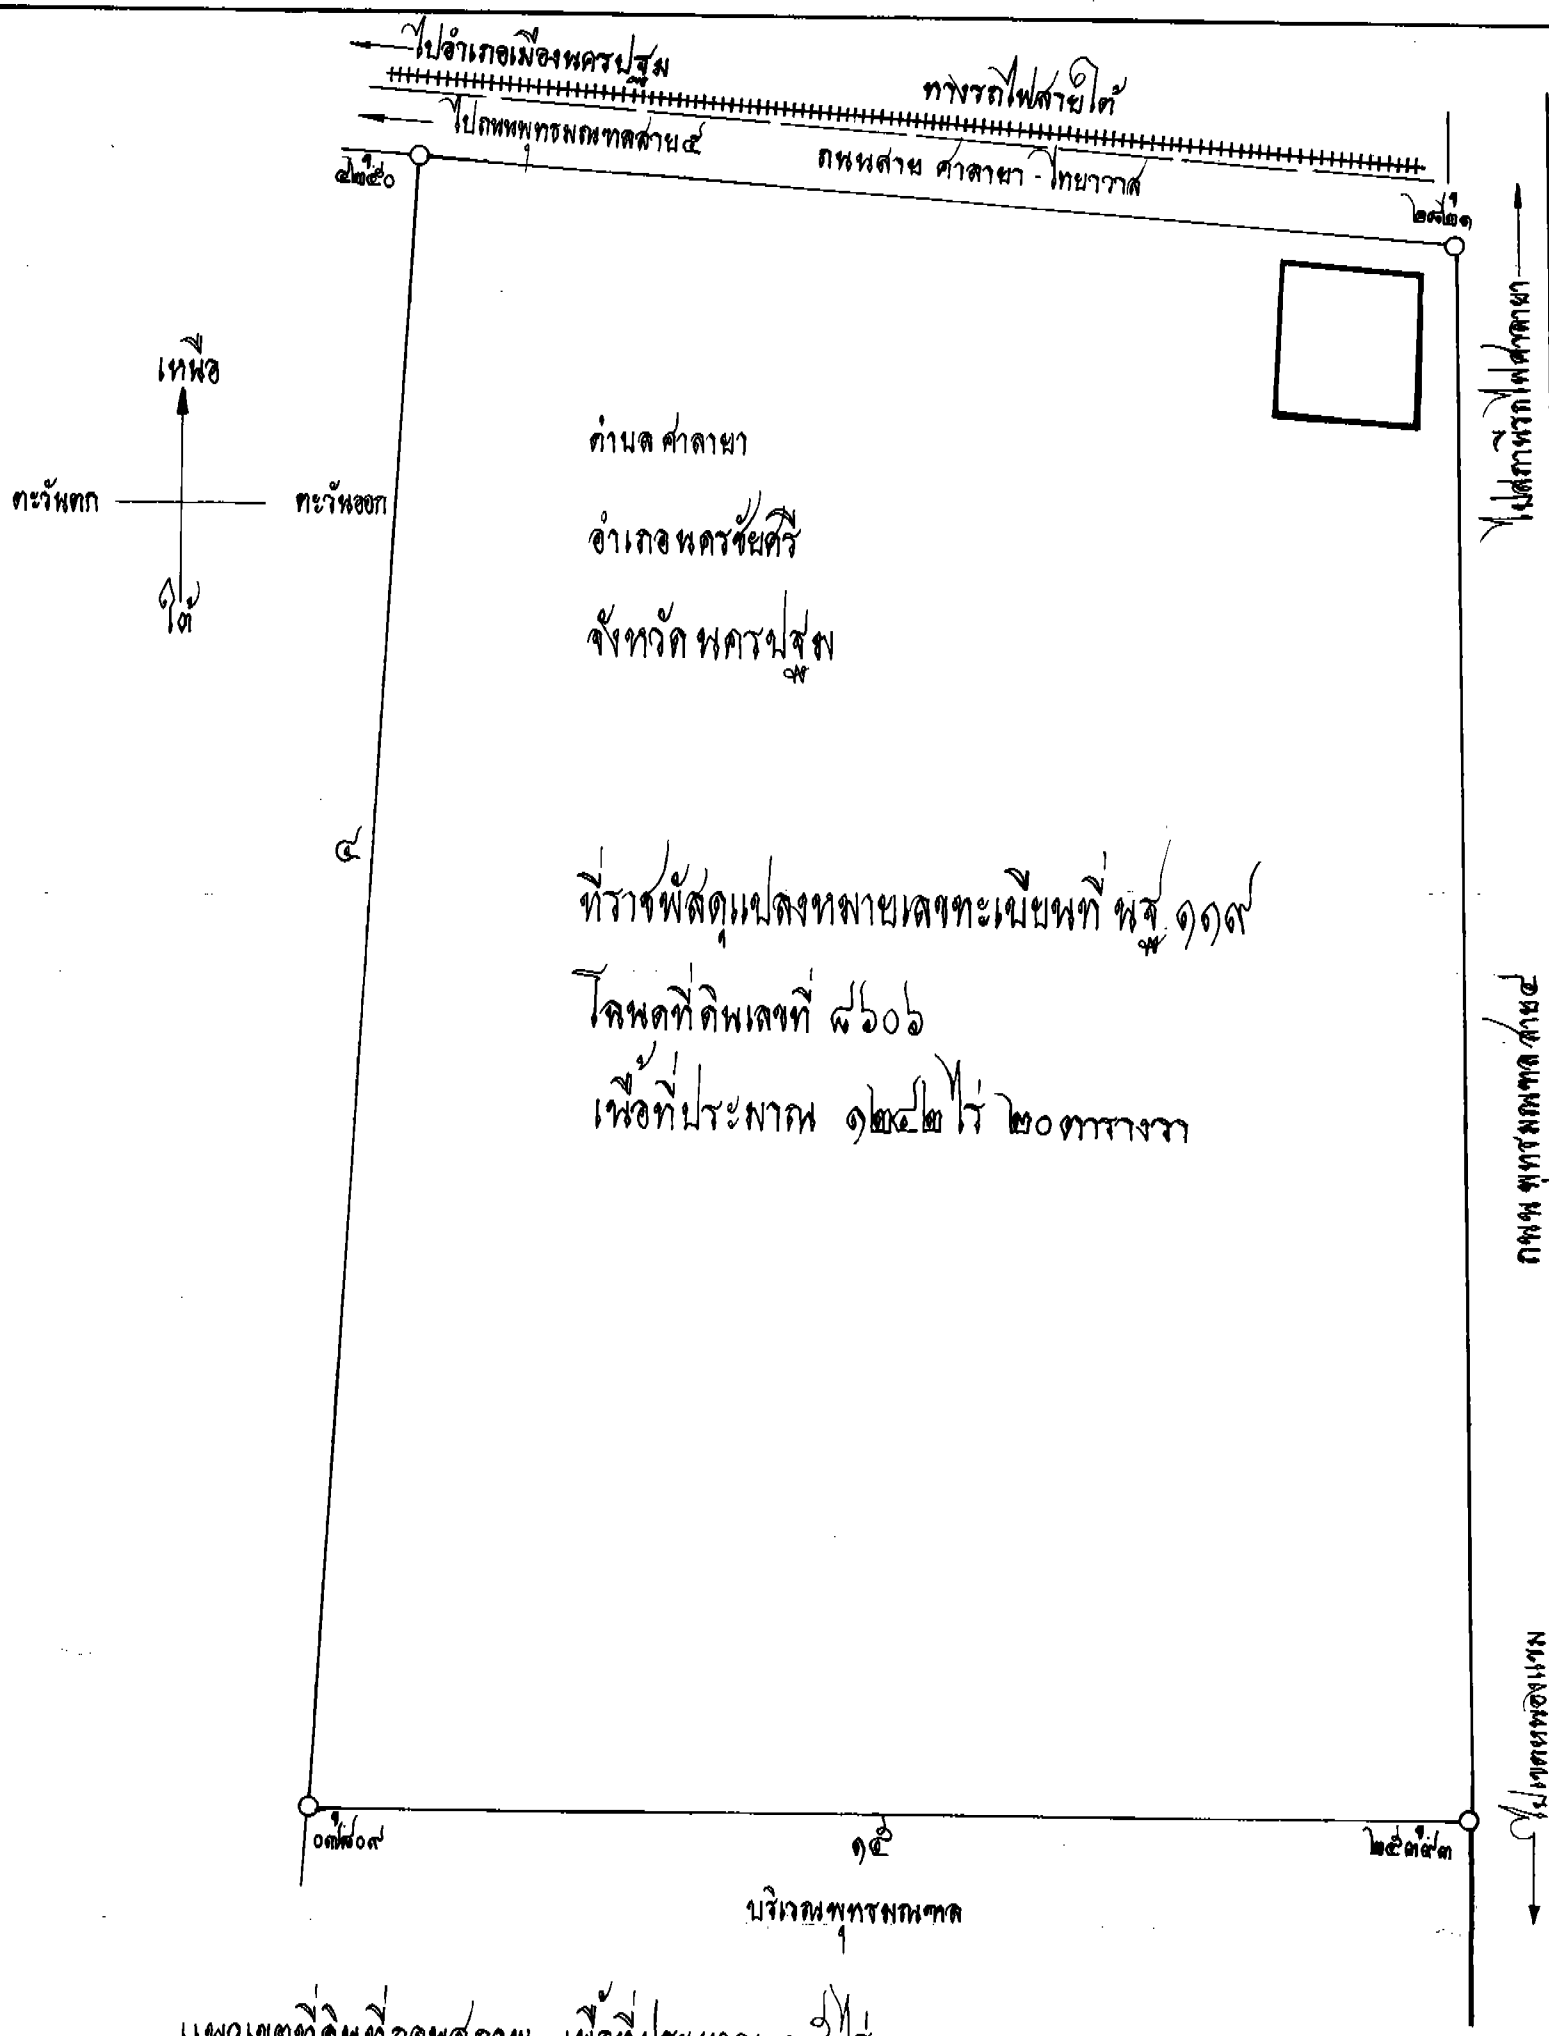 ไปอำเภอเมืองนครปฐม
ทางรถไฟสายใต้
ไปถนนพุทธมณฑลสาย ๕
ถนนสาย ศาลายา - ไทยาวาส
เหนือ
ตะวันตก
ตะวันออก
ใต้
ไปสถานีรถไฟศาลายา
ตำบล ศาลายา
อำเภอ นครชัยศรี
จังหวัด นครปฐม
๔
ที่ราชพัสดุแปลงหมายเลขทะเบียนที่ นฐ. ๑๑๙
โฉนดที่ดินเลขที่ ๘๖๐๖
เนื้อที่ประมาณ ๑๒๔๒ ไร่ ๒๐ ตารางวา
ถนน พุทธมณฑล สาย ๔
ไปเขตหนองแขม
๑๕
บริเวณพุทธมณฑล